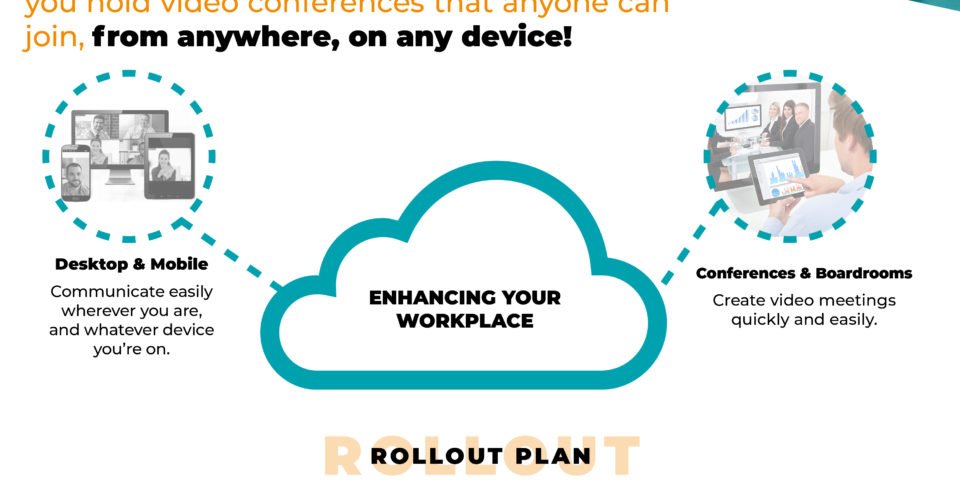 you hold video conferences that anyone can
join, from anywhere, on any device!
Desktop & Mobile
Communicate easily
wherever you are,
and whatever device
you’re on.
ENHANCING YOUR
WORKPLACE
Conferences & Boardrooms
Create video meetings
quickly and easily.
ROLLOUT
ROLLOUT PLAN